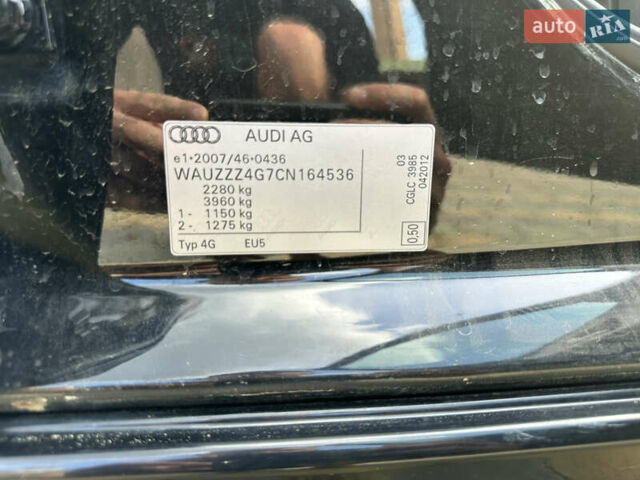 auto RIA
.com
AUDI AG
e1*2007/46*0436
WAUZZZ4G7CN164536
2280 kg
3960 kg
1- 1150 kg
2- 1275 kg
Typ 4G EU5
03
CGLC 3985
042012
0,50